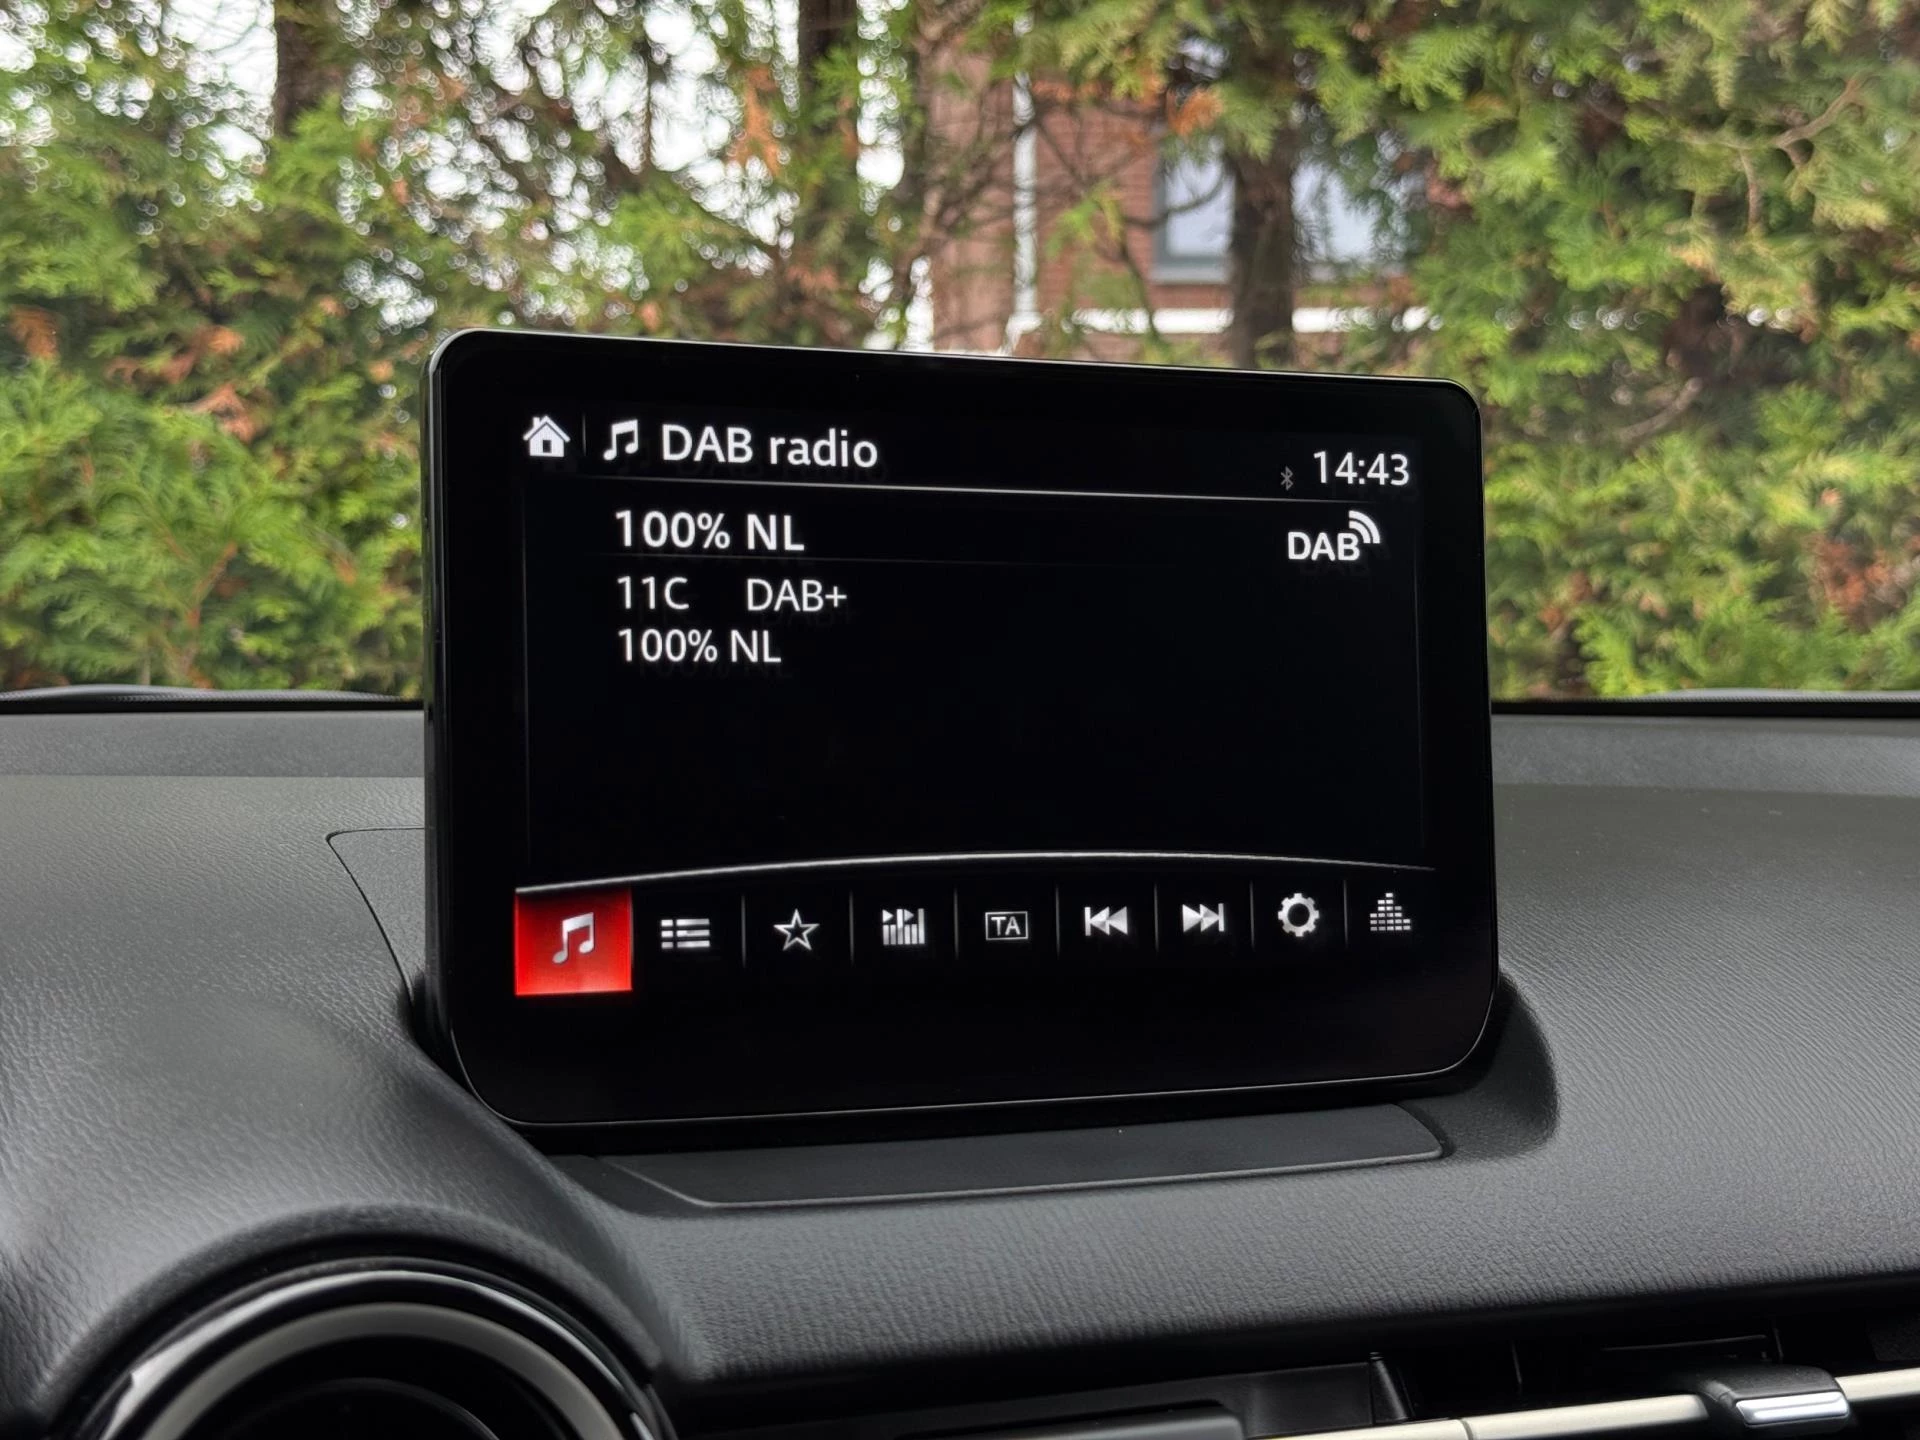 DAB radio
14:43
100% NL
DAB
11C DAB+
100% NL
TA